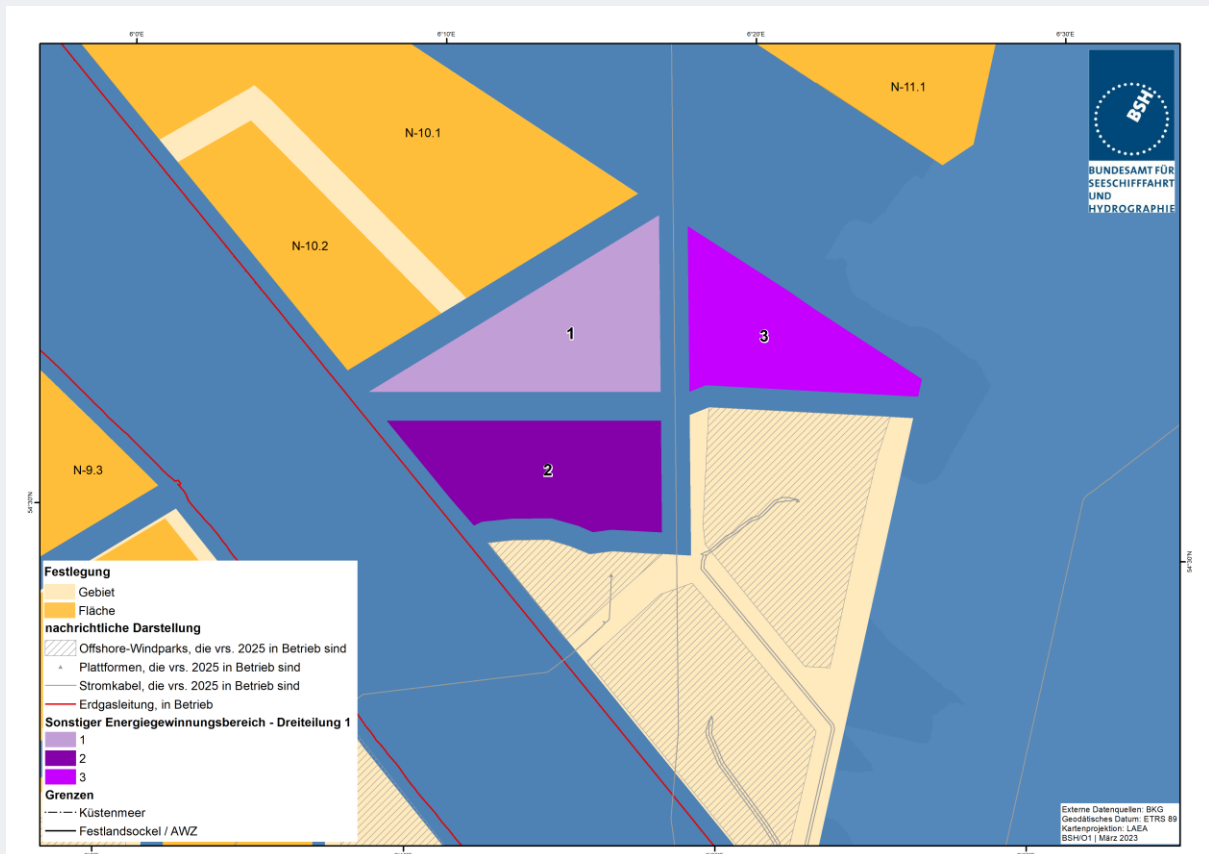 6°0'E
6°10'E
6°20'E
6°30'E
N-11.1
N-10.1
N-10.2
BSH
BUNDESAMT FÜR
SEESCHIFFFAHRT
UND
HYDROGRAPHIE
1
3
N-9.3
2
54°30'N
54°30'N
Festlegung
Gebiet
Fläche
nachrichtliche Darstellung
Offshore-Windparks, die vrs. 2025 in Betrieb sind
Plattformen, die vrs. 2025 in Betrieb sind
Stromkabel, die vrs. 2025 in Betrieb sind
Erdgasleitung, in Betrieb
Sonstiger Energiegewinnungsbereich - Dreiteilung 1
1
2
3
Grenzen
Küstenmeer
Festlandsockel / AWZ
Externe Datenquellen: BKG
Geodätisches Datum: ETRS 89
Kartenprojektion: LAEA
BSH/O1 | März 2023